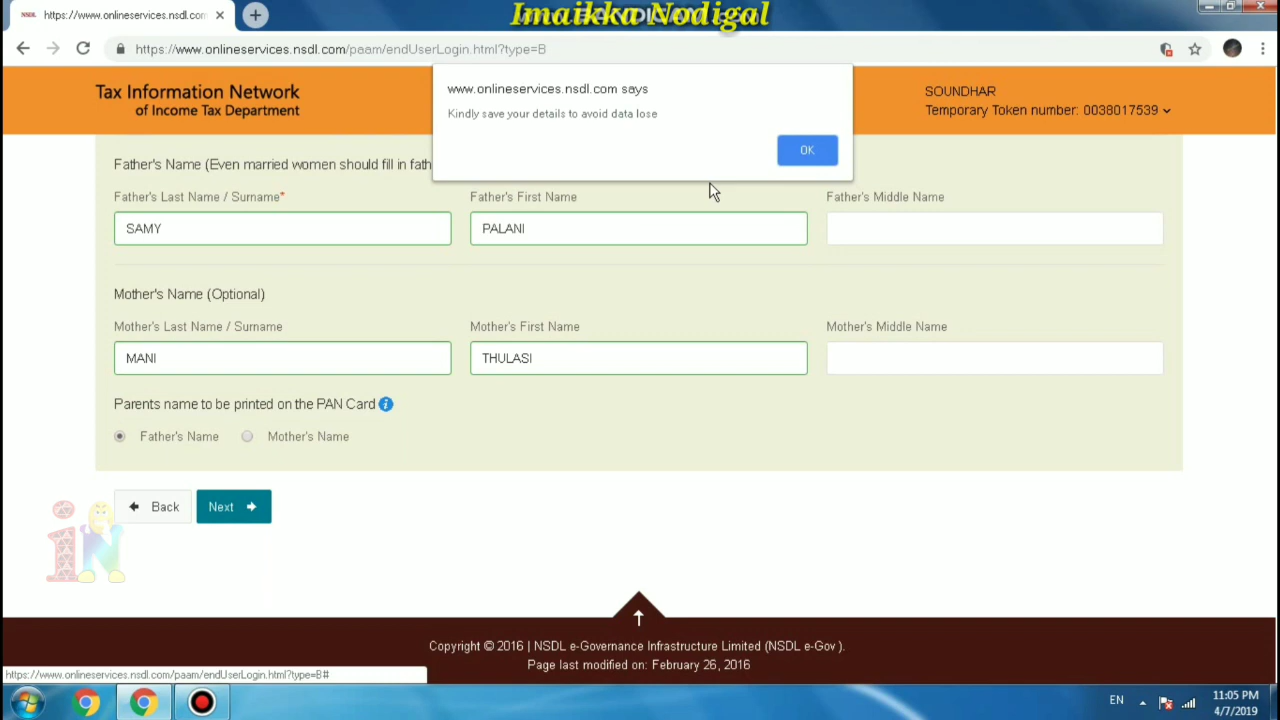 Imaikka Nodigal
NSDL https://www.onlineservices.nsdl.com
https://www.onlineservices.nsdl.com/paam/endUserLogin.html?type=B
Tax Information Network
of Income Tax Department
www.onlineservices.nsdl.com says
Kindly save your details to avoid data lose
OK
SOUNDHAR
Temporary Token number: 0038017539
Father's Name (Even married women should fill in fath
Father's Last Name / Surname*
Father's First Name
Father's Middle Name
SAMY
PALANI
Mother's Name (Optional)
Mother's Last Name / Surname
Mother's First Name
Mother's Middle Name
MANI
THULASI
Parents name to be printed on the PAN Card i
Father's Name
Mother's Name
Back
Next
iN
Copyright © 2016 | NSDL e-Governance Infrastructure Limited (NSDL e-Gov ).
Page last modified on: February 26, 2016
https://www.onlineservices.nsdl.com/paam/endUserLogin.html?type=B#
EN
11:05 PM
4/7/2019